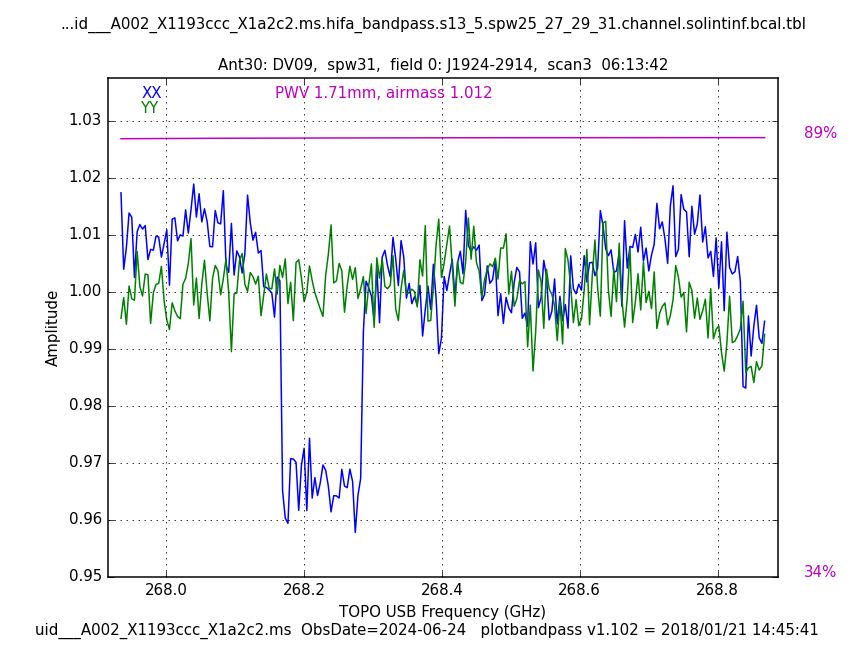 ...id___A002_X1193ccc_X1a2c2.ms.hifa_bandpass.s13_5.spw25_27_29_31.channel.solintinf.bcal.tbl
Ant30: DV09,  spw31,  field 0: J1924-2914,  scan3  06:13:42
XX
YY
PWV 1.71mm, airmass 1.012
1.03
1.02
1.01
1.00
0.99
0.98
0.97
0.96
0.95
Amplitude
89%
34%
268.0
268.2
268.4
268.6
268.8
TOPO USB Frequency (GHz)
uid___A002_X1193ccc_X1a2c2.ms  ObsDate=2024-06-24   plotbandpass v1.102 = 2018/01/21 14:45:41